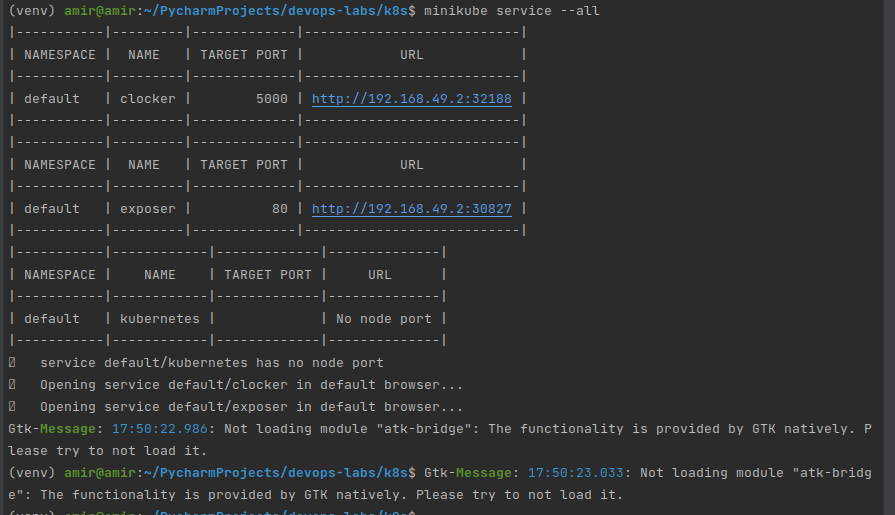 (venv) amir@amir:~/PycharmProjects/devops-labs/k8s$ minikube service --all
|-----------|---------|-------------|---------------------------|
| NAMESPACE |  NAME   | TARGET PORT |            URL            |
|-----------|---------|-------------|---------------------------|
| default   | clocker |        5000 | http://192.168.49.2:32188 |
|-----------|---------|-------------|---------------------------|
|-----------|---------|-------------|---------------------------|
| NAMESPACE |  NAME   | TARGET PORT |            URL            |
|-----------|---------|-------------|---------------------------|
| default   | exposer |          80 | http://192.168.49.2:30827 |
|-----------|---------|-------------|---------------------------|
|-----------|------------|-------------|--------------|
| NAMESPACE |    NAME    | TARGET PORT |     URL      |
|-----------|------------|-------------|--------------|
| default   | kubernetes |             | No node port |
|-----------|------------|-------------|--------------|
service default/kubernetes has no node port
Opening service default/clocker in default browser...
Opening service default/exposer in default browser...
Gtk-Message: 17:50:22.986: Not loading module "atk-bridge": The functionality is provided by GTK natively. P
lease try to not load it.
(venv) amir@amir:~/PycharmProjects/devops-labs/k8s$ Gtk-Message: 17:50:23.033: Not loading module "atk-bridg
e": The functionality is provided by GTK natively. Please try to not load it.
(venv) amir@amir:~/PycharmProjects/devops-labs/k8s$